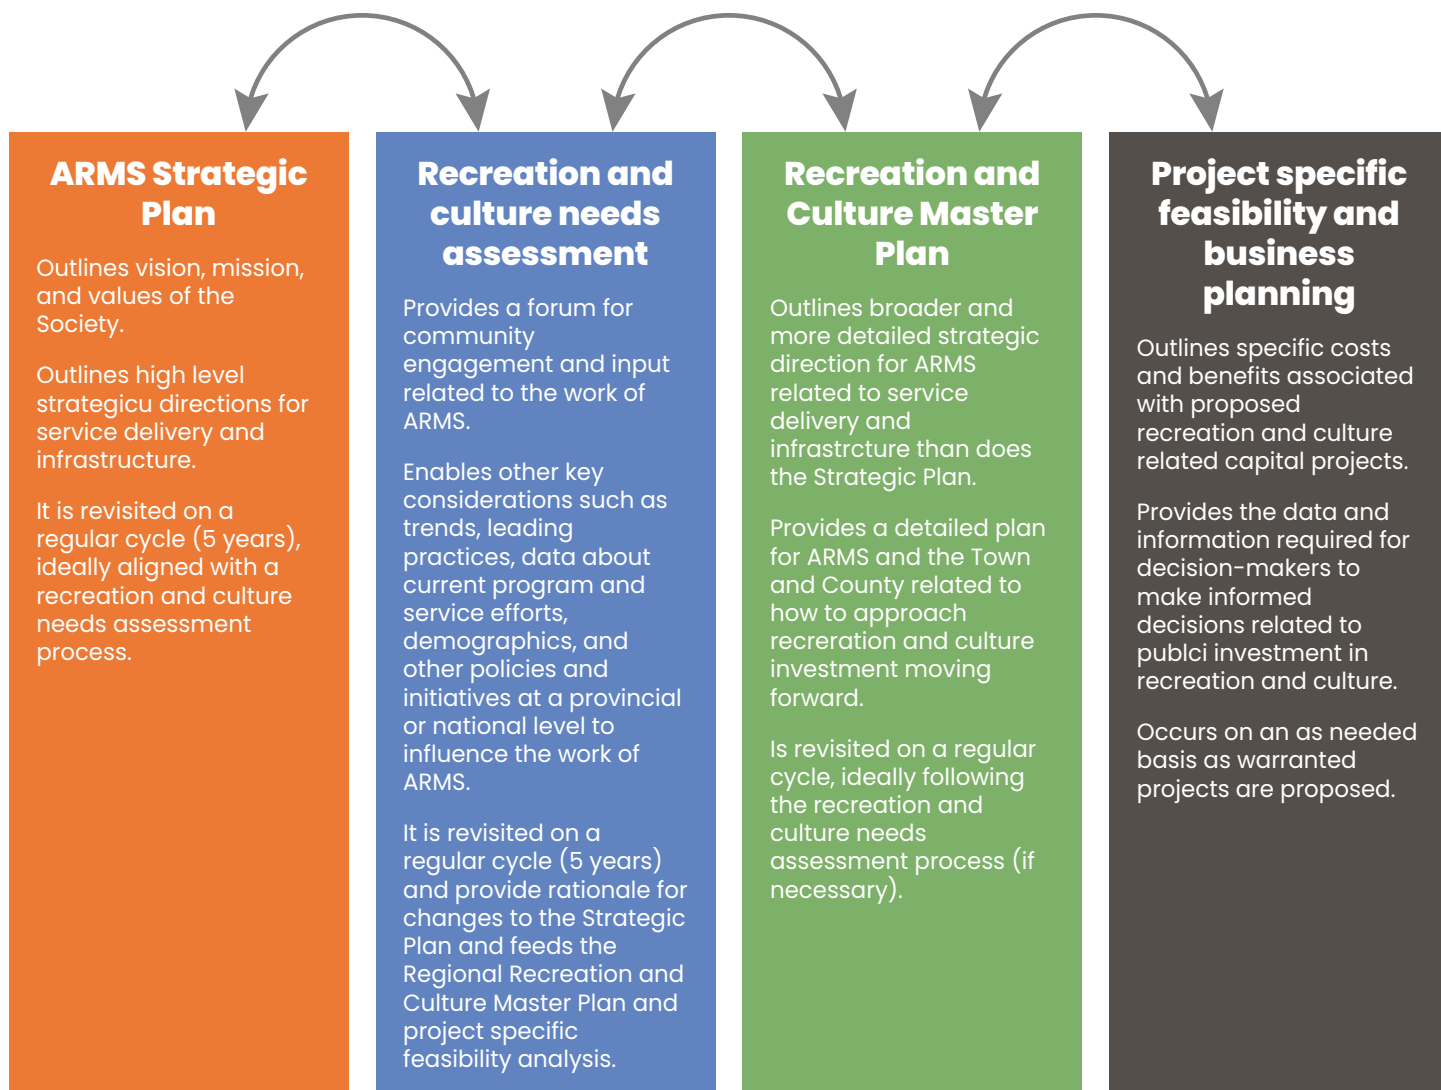 ARMS Strategic
Plan
Outlines vision, mission,
and values of the
Society.
Outlines high level
strategicu directions for
service delivery and
infrastructure.
It is revisited on a
regular cycle (5 years),
ideally aligned with a
recreation and culture
needs assessment
process.
Recreation and
culture needs
assessment
Provides a forum for
community
engagement and input
related to the work of
ARMS.
Enables other key
considerations such as
trends, leading
practices, data about
current program and
service efforts,
demographics, and
other policies and
initiatives at a provincial
or national level to
influence the work of
ARMS.
It is revisited on a
regular cycle (5 years)
and provide rationale for
changes to the Strategic
Plan and feeds the
Regional Recreation and
Culture Master Plan and
project specific
feasibility analysis.
Recreation and
Culture Master
Plan
Outlines broader and
more detailed strategic
direction for ARMS
related to service
delivery and
infrastrcture than does
the Strategic Plan.
Provides a detailed plan
for ARMS and the Town
and County related to
how to approach
recreration and culture
investment moving
forward.
Is revisited on a regular
cycle, ideally following
the recreation and
culture needs
assessment process (if
necessary).
Project specific
feasibility and
business
planning
Outlines specific costs
and benefits associated
with proposed
recreation and culture
related capital projects.
Provides the data and
information required for
decision-makers to
make informed
decisions related to
publci investment in
recreation and culture.
Occurs on an as needed
basis as warranted
projects are proposed.